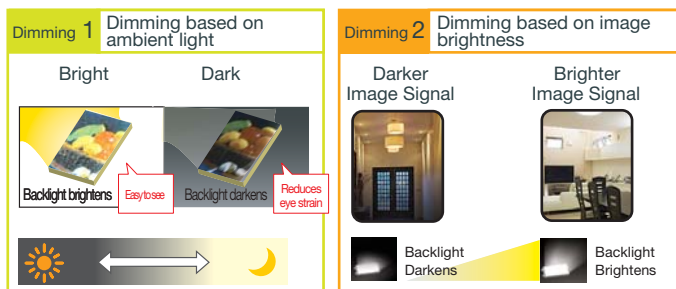 Dimming 1
Dimming based on
ambient light
Bright
Dark
Backlight brightens
Easy to see
Backlight darkens
Reduces
eye strain
Dimming 2
Dimming based on image
brightness
Darker
Image Signal
Brighter
Image Signal
Backlight
Darkens
Backlight
Brightens